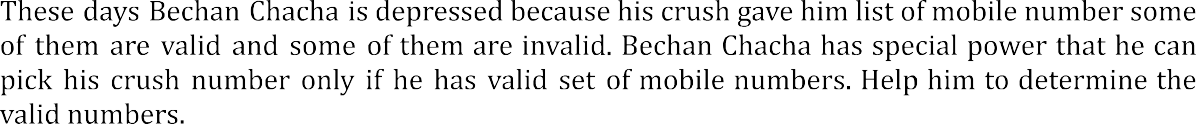 These days Bechan Chacha is depressed because his crush gave him list of mobile number some
of them are valid and some of them are invalid. Bechan Chacha has special power that he can
pick his crush number only if he has valid set of mobile numbers. Help him to determine the
valid numbers.